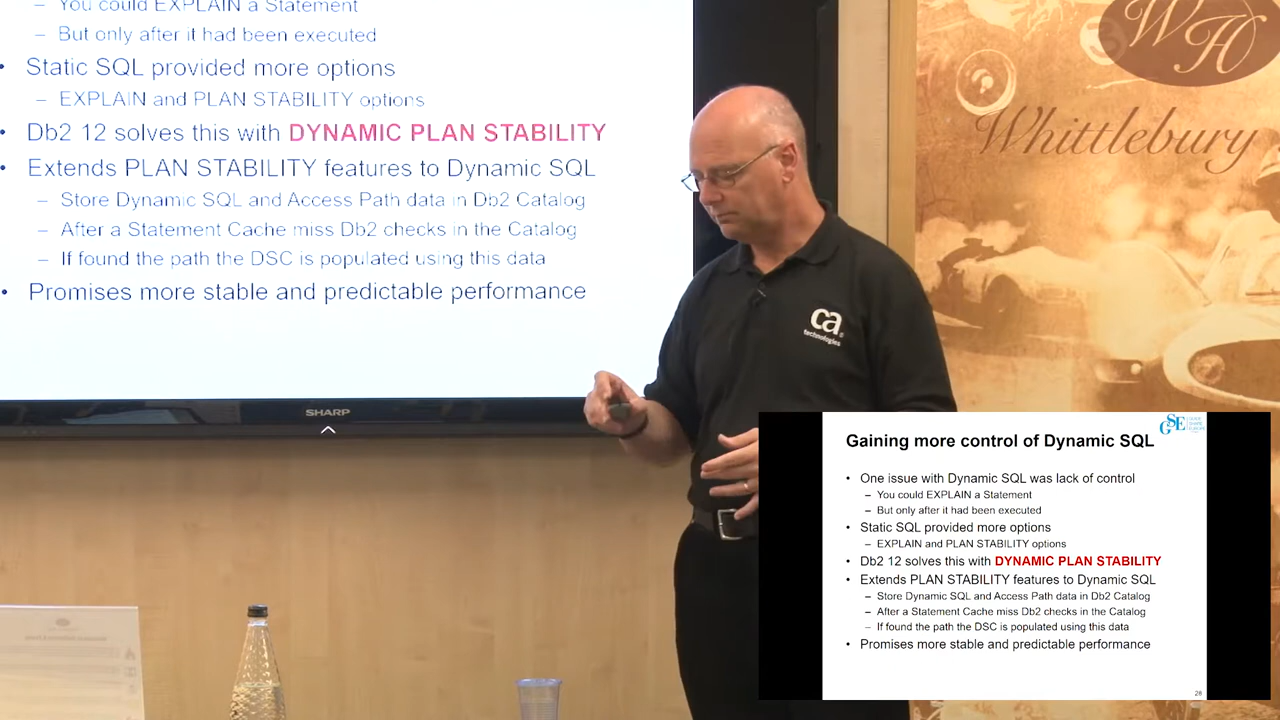 – You could EXPLAIN a Statement
– But only after it had been executed
• Static SQL provided more options
– EXPLAIN and PLAN STABILITY options
• Db2 12 solves this with DYNAMIC PLAN STABILITY
• Extends PLAN STABILITY features to Dynamic SQL
– Store Dynamic SQL and Access Path data in Db2 Catalog
– After a Statement Cache miss Db2 checks in the Catalog
– If found the path the DSC is populated using this data
• Promises more stable and predictable performance
SHARP
WH
Whittlebury
ca
technologies
GSE
Gaining more control of Dynamic SQL
• One issue with Dynamic SQL was lack of control
– You could EXPLAIN a Statement
– But only after it had been executed
• Static SQL provided more options
– EXPLAIN and PLAN STABILITY options
• Db2 12 solves this with DYNAMIC PLAN STABILITY
• Extends PLAN STABILITY features to Dynamic SQL
– Store Dynamic SQL and Access Path data in Db2 Catalog
– After a Statement Cache miss Db2 checks in the Catalog
– If found the path the DSC is populated using this data
• Promises more stable and predictable performance
28